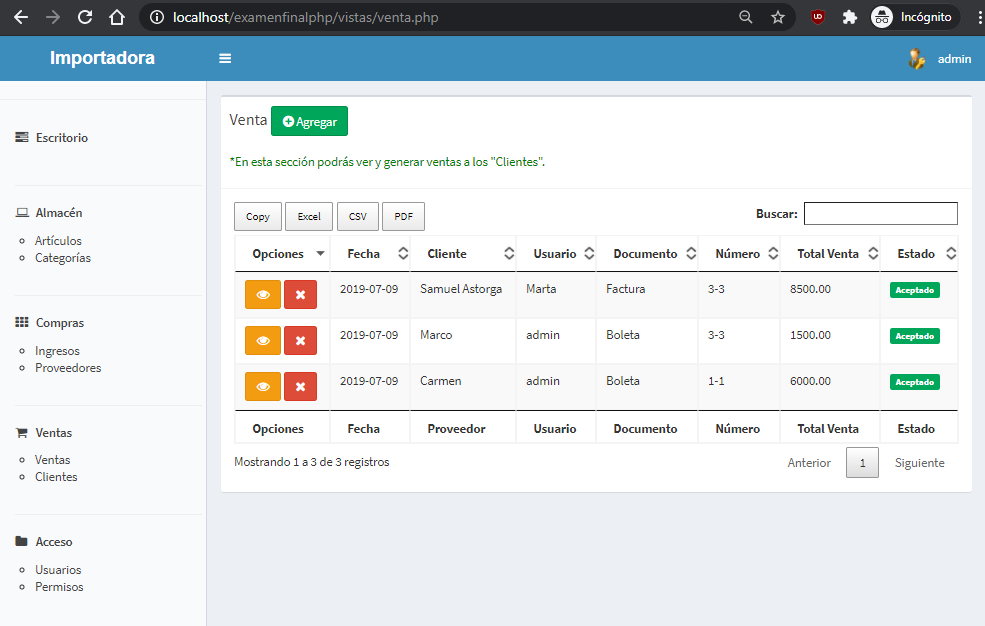 localhost/examenfinalphp/vistas/venta.php
Incógnito
Importadora
admin
Escritorio
Almacén
Artículos
Categorías
Compras
Ingresos
Proveedores
Ventas
Ventas
Clientes
Acceso
Usuarios
Permisos
Venta Agregar
*En esta sección podrás ver y generar ventas a los "Clientes".
Copy Excel CSV PDF
Buscar:
Opciones Fecha Cliente Usuario Documento Número Total Venta Estado
2019-07-09 Samuel Astorga Marta Factura 3-3 8500.00 Aceptado
2019-07-09 Marco admin Boleta 3-3 1500.00 Aceptado
2019-07-09 Carmen admin Boleta 1-1 6000.00 Aceptado
Opciones Fecha Proveedor Usuario Documento Número Total Venta Estado
Mostrando 1 a 3 de 3 registros
Anterior 1 Siguiente